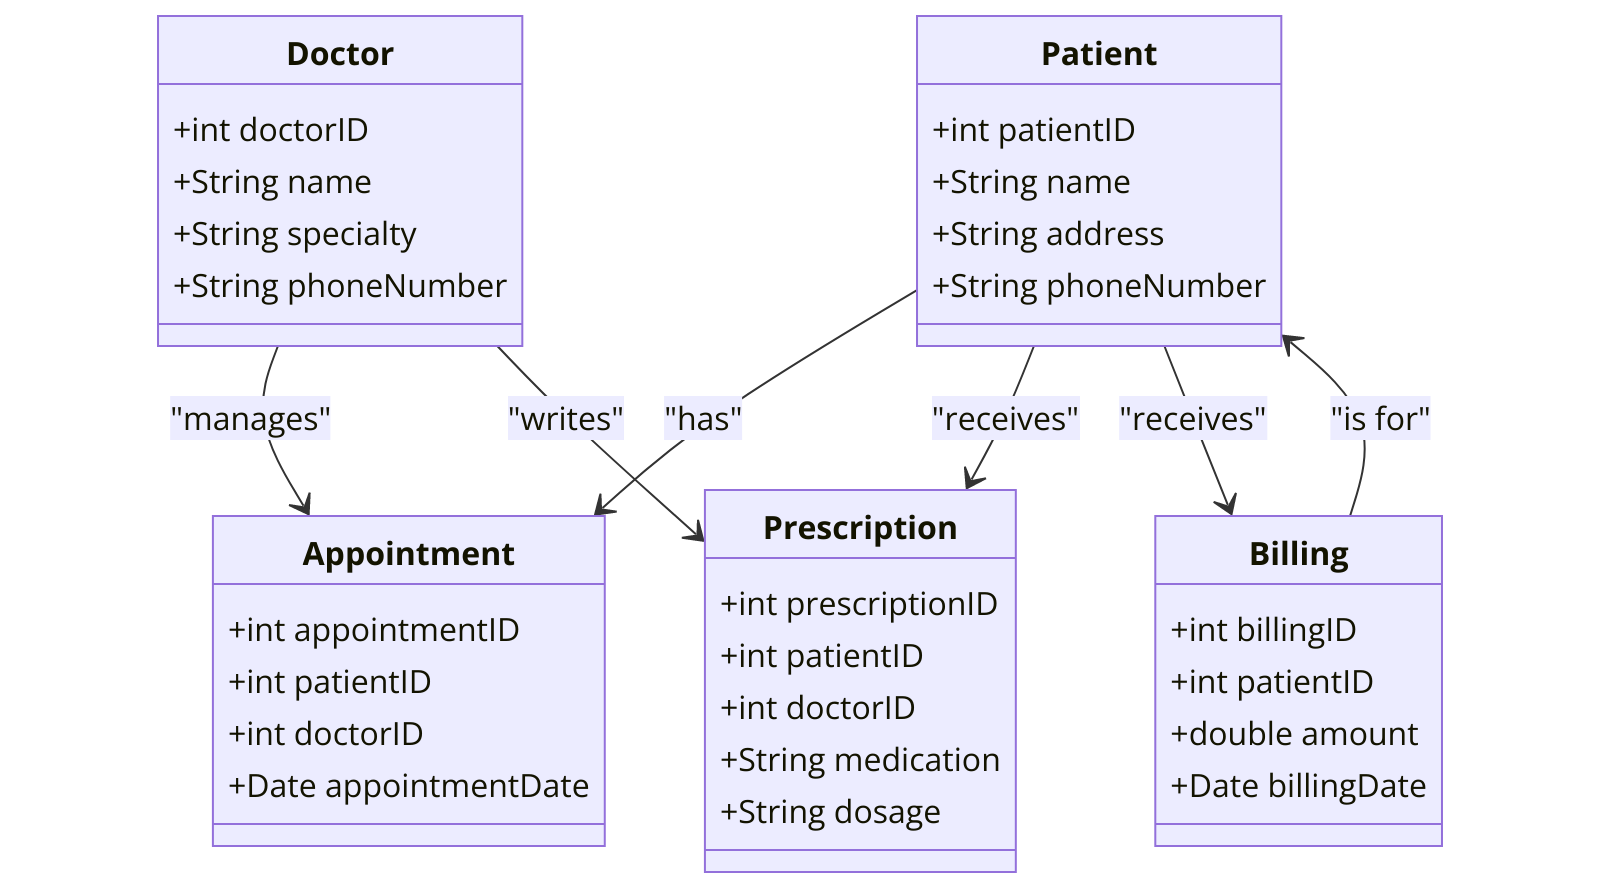 Doctor
+int doctorID
+String name
+String specialty
+String phoneNumber
Patient
+int patientID
+String name
+String address
+String phoneNumber
"manages"
"writes"
"has"
"receives"
"receives"
"is for"
Appointment
+int appointmentID
+int patientID
+int doctorID
+Date appointmentDate
Prescription
+int prescriptionID
+int patientID
+int doctorID
+String medication
+String dosage
Billing
+int billingID
+int patientID
+double amount
+Date billingDate